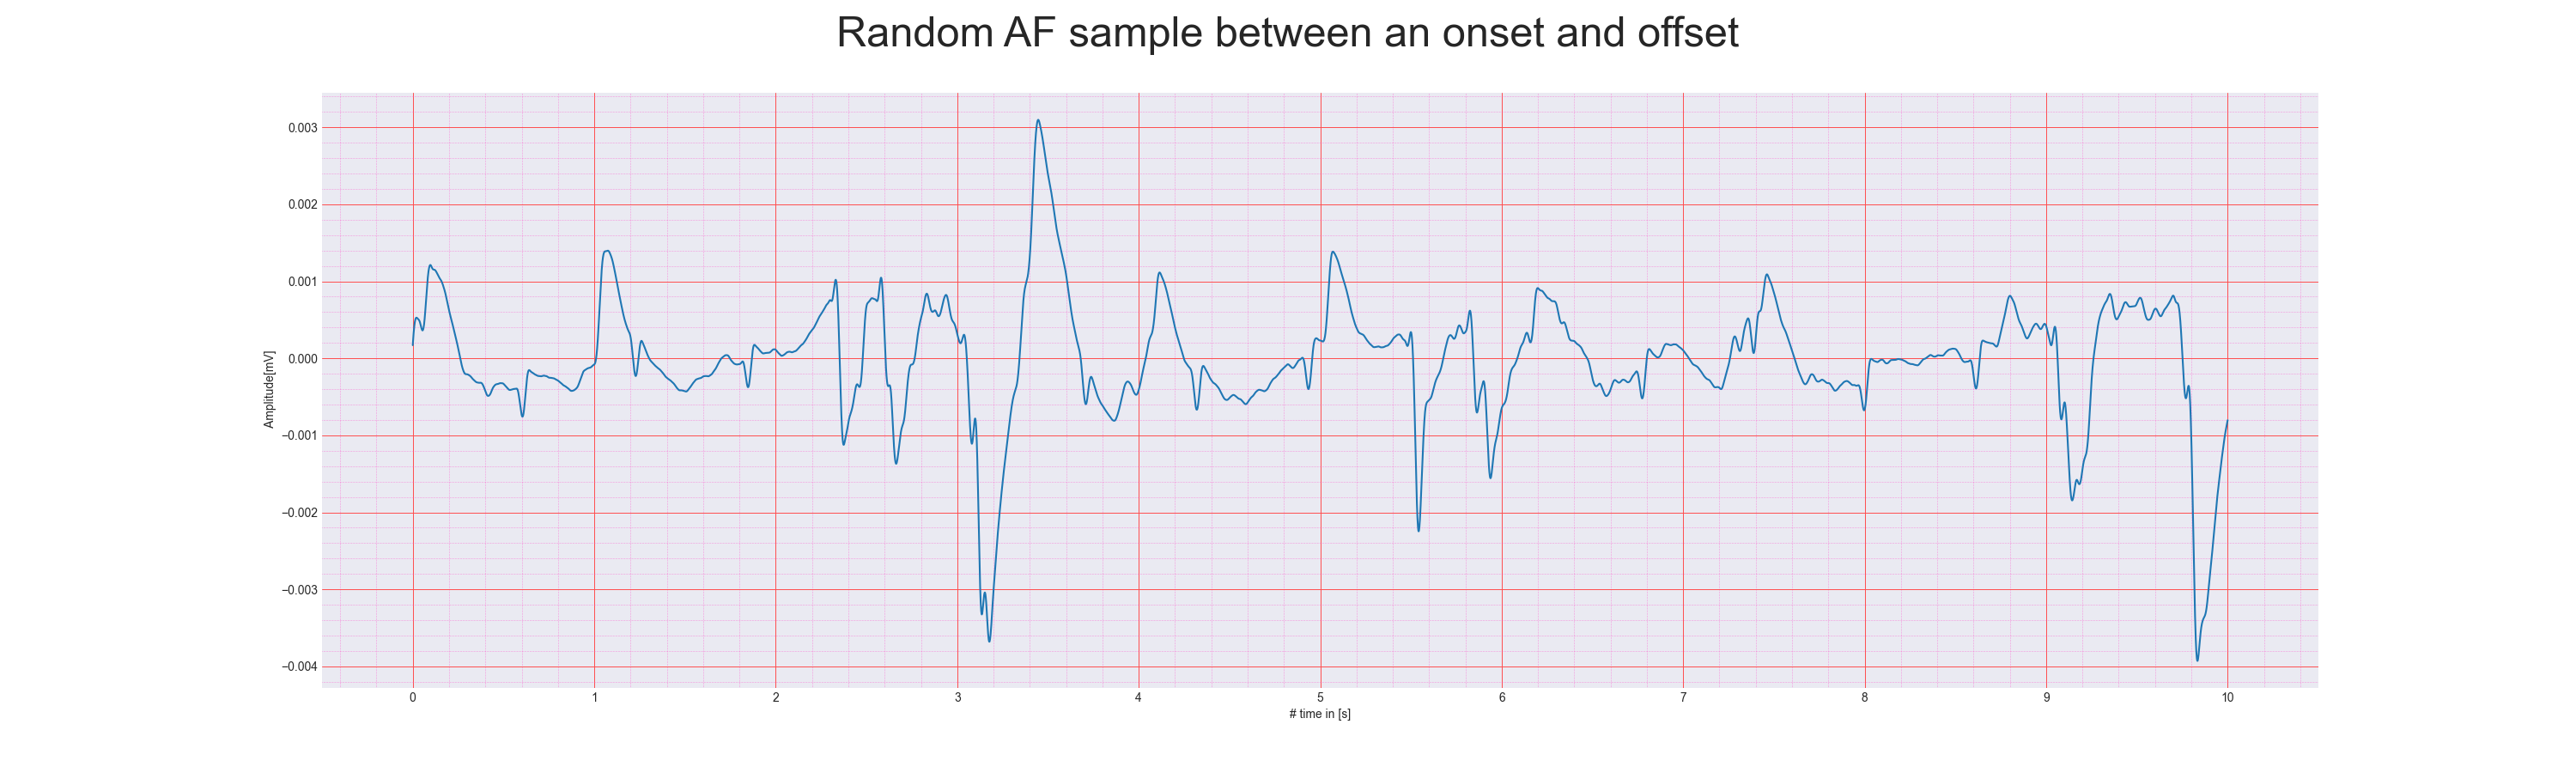 Random AF sample between an onset and offset
0.003
0.002
0.001
0.000
−0.001
−0.002
−0.003
−0.004
Amplitude[mV]
0 1 2 3 4 5 6 7 8 9 10
# time in [s]